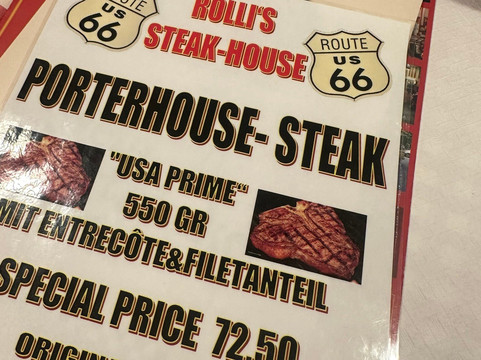 ROUTE
US
66
ROLLI'S
STEAK-HOUSE
ROUTE
US
66
PORTERHOUSE- STEAK
"USA PRIME"
550 GR
MIT ENTRECÔTE&FILETANTEIL
SPECIAL PRICE 72.50